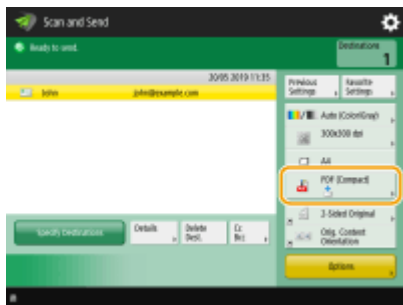 Scan and Send
Ready to send.
Destinations
1
20/05 2019 11:35
John
john@example.com
Previous Settings
Favorite Settings
Auto (Color/Gray)
300x300 dpi
A4
PDF (Compact)
2-Sided Original
Orig. Content Orientation
Specify Destinations
Details
Delete Dest.
Cc Bcc
Options